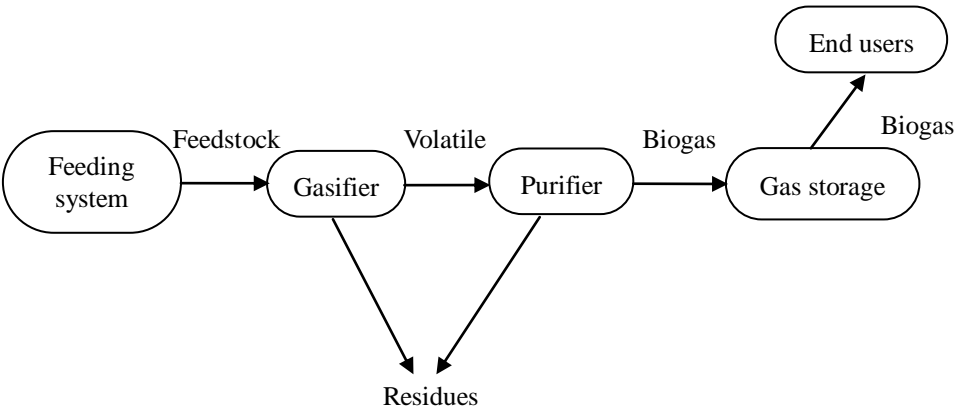 End users
Feedstock
Volatile
Biogas
Biogas
Feeding
system
Gasifier
Purifier
Gas storage
Residues